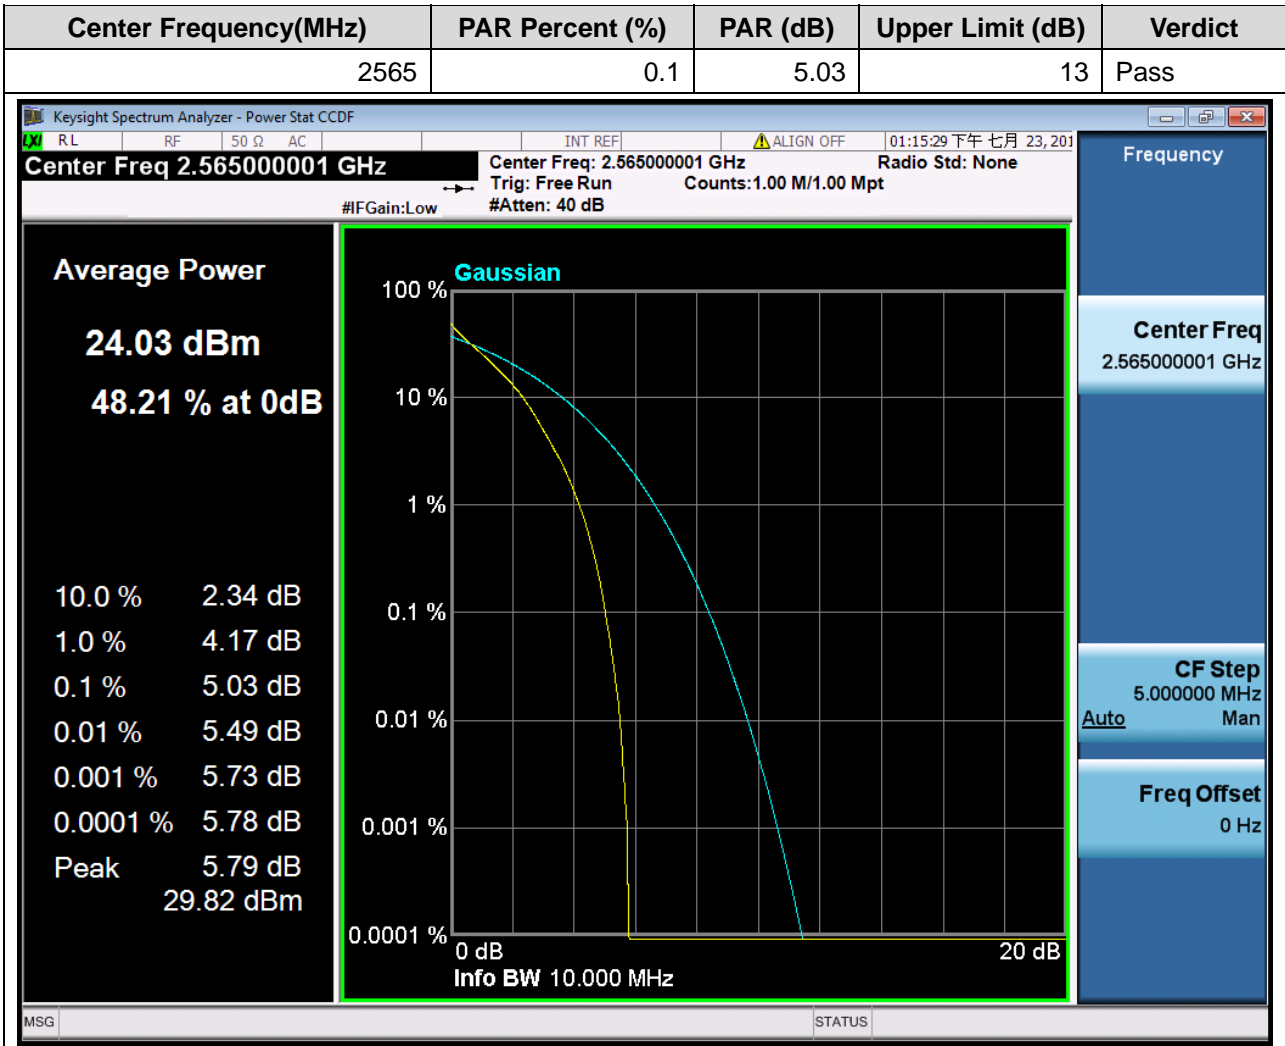 Center Frequency(MHz) PAR Percent (%) PAR (dB) Upper Limit (dB) Verdict
2565 0.1 5.03 13 Pass
Keysight Spectrum Analyzer - Power Stat CCDF
LXI RL RF 50 Ω AC INT REF ALIGN OFF 01:15:29 下午 七月 23, 201
Center Freq 2.565000001 GHz
Center Freq: 2.565000001 GHz Radio Std: None
Trig: Free Run Counts:1.00 M/1.00 Mpt
#IFGain:Low #Atten: 40 dB
Average Power
24.03 dBm
48.21 % at 0dB
10.0 % 2.34 dB
1.0 % 4.17 dB
0.1 % 5.03 dB
0.01 % 5.49 dB
0.001 % 5.73 dB
0.0001 % 5.78 dB
Peak 5.79 dB
29.82 dBm
Gaussian
100 %
10 %
1 %
0.1 %
0.01 %
0.001 %
0.0001 %
0 dB 20 dB
Info BW 10.000 MHz
Frequency
Center Freq
2.565000001 GHz
CF Step
5.000000 MHz
Auto Man
Freq Offset
0 Hz
MSG STATUS